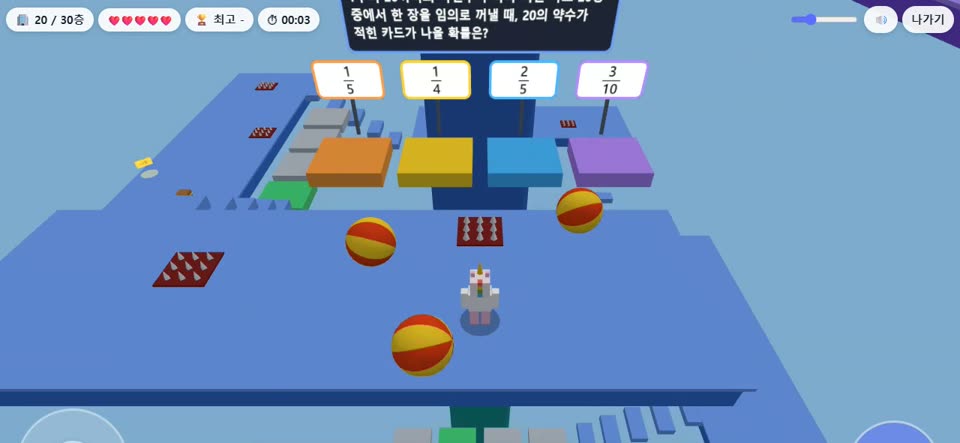 20 / 30층
최고 -
00:03
나가기
중에서 한 장을 임의로 꺼낼 때, 20의 약수가
적힌 카드가 나올 확률은?
1/5
1/4
2/5
3/10